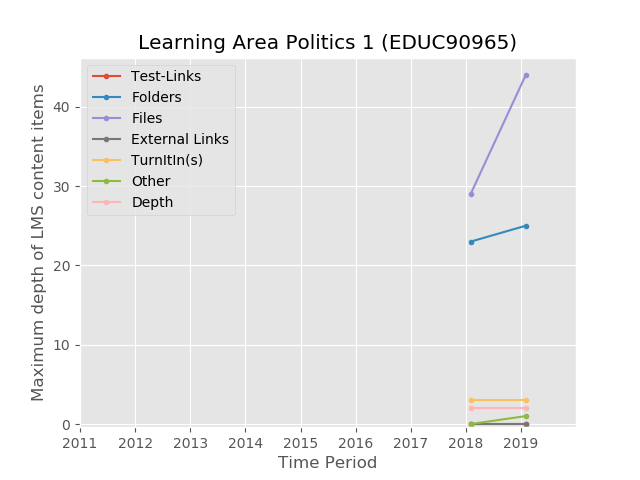 Learning Area Politics 1 (EDUC90965)
Test-Links
Folders
Files
External Links
TurnItIn(s)
Other
Depth
Maximum depth of LMS content items
40
30
20
10
0
2011 2012 2013 2014 2015 2016 2017 2018 2019
Time Period